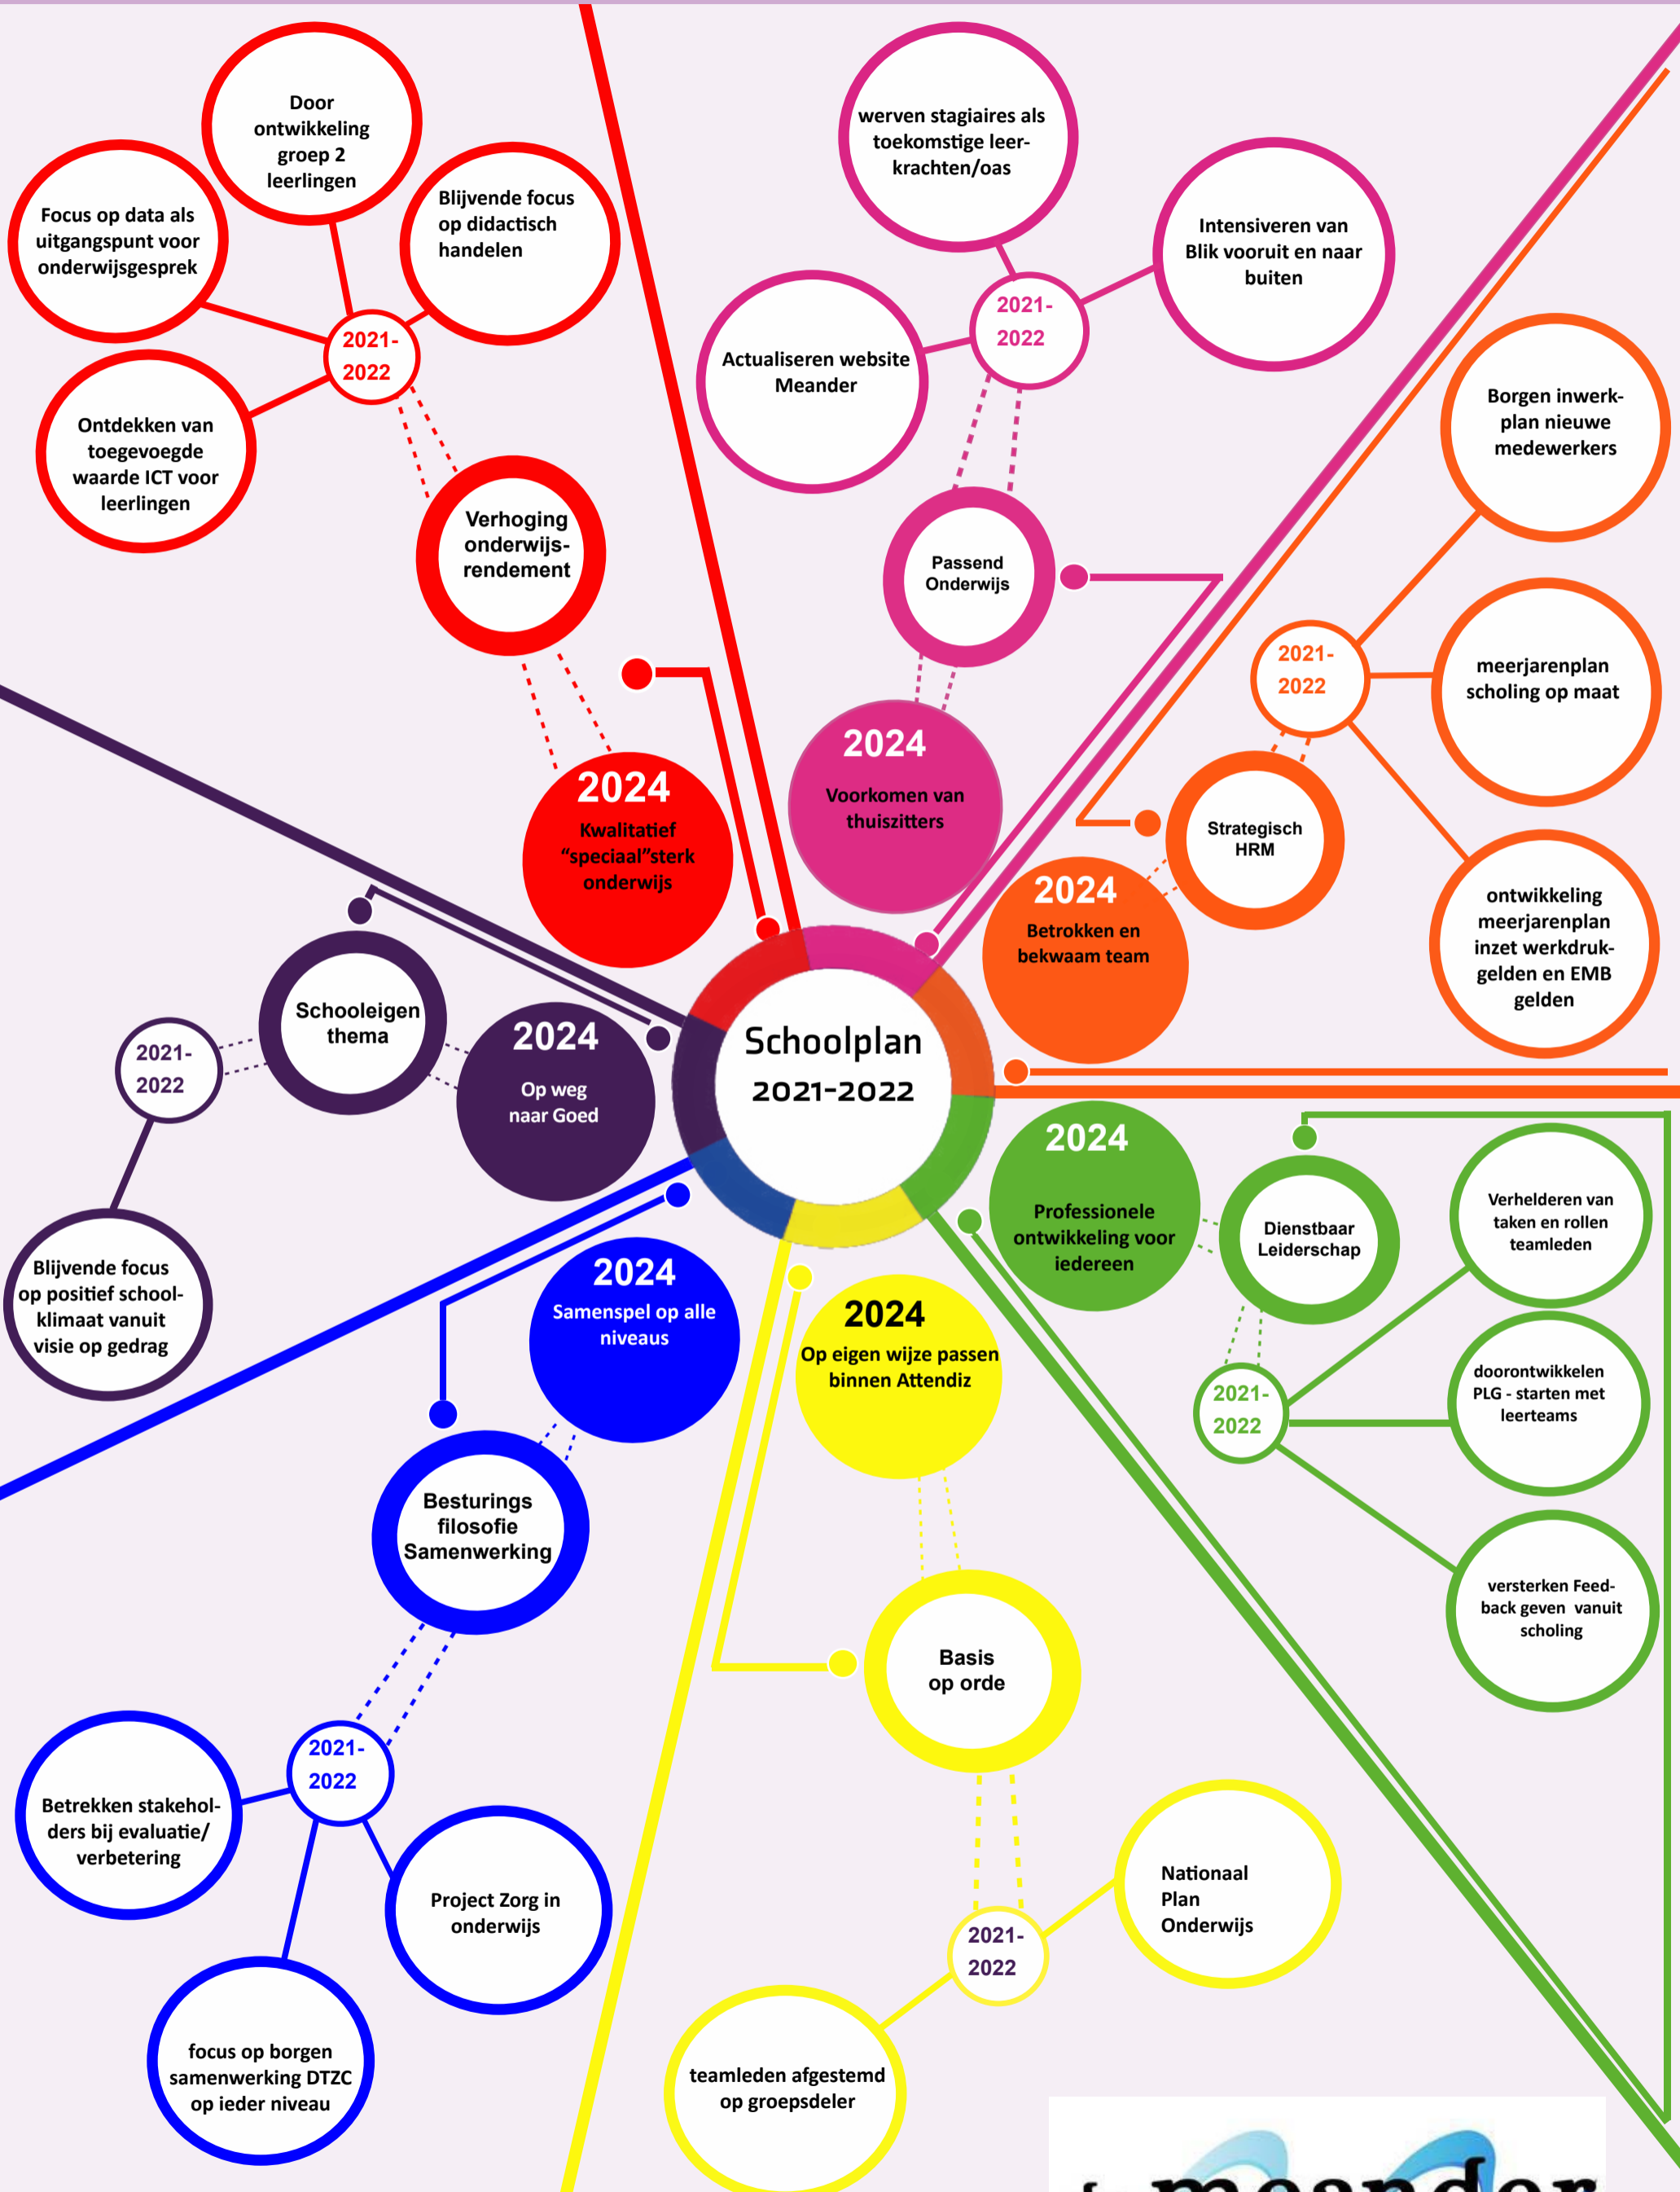 Door
ontwikkeling
groep 2
leerlingen
Focus op data als
uitgangspunt voor
onderwijsgesprek
Blijvende focus
op didactisch
handelen
2021-
2022
Ontdekken van
toegevoegde
waarde ICT voor
leerlingen
Verhoging
onderwijs-
rendement
2024
Kwalitatief
“speciaal”sterk
onderwijs
werven stagiaires als
toekomstige leer-
krachten/oas
Intensiveren van
Blik vooruit en naar
buiten
2021-
2022
Actualiseren website
Meander
Passend
Onderwijs
2024
Voorkomen van
thuiszitters
Borgen inwerk-
plan nieuwe
medewerkers
2021-
2022
meerjarenplan
scholing op maat
Strategisch
HRM
ontwikkeling
meerjarenplan
inzet werkdruk-
gelden en EMB
gelden
2024
Betrokken en
bekwaam team
Schooleigen
thema
2021-
2022
2024
Op weg
naar Goed
Blijvende focus
op positief school-
klimaat vanuit
visie op gedrag
Schoolplan
2021-2022
2024
Professionele
ontwikkeling voor
iedereen
Dienstbaar
Leiderschap
Verhelderen van
taken en rollen
teamleden
2021-
2022
doorontwikkelen
PLG - starten met
leerteams
versterken Feed-
back geven vanuit
scholing
2024
Samenspel op alle
niveaus
Besturings
filosofie
Samenwerking
2021-
2022
Betrekken stakehol-
ders bij evaluatie/
verbetering
Project Zorg in
onderwijs
focus op borgen
samenwerking DTZC
op ieder niveau
2024
Op eigen wijze passen
binnen Attendiz
Basis
op orde
2021-
2022
Nationaal
Plan
Onderwijs
teamleden afgestemd
op groepsdeler
meander